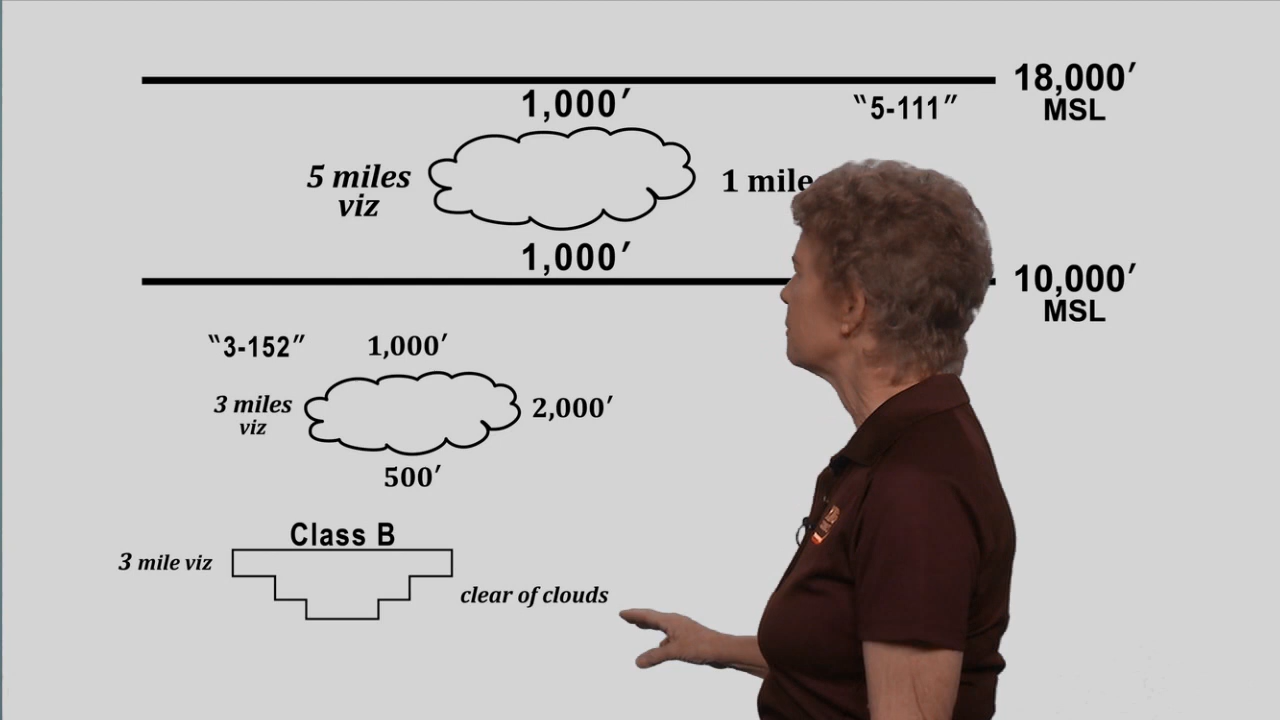 18,000′
MSL
1,000′
"5-111"
5 miles
viz
1 mile
1,000′
10,000′
MSL
"3-152"
1,000′
3 miles
viz
2,000′
500′
Class B
3 mile viz
clear of clouds